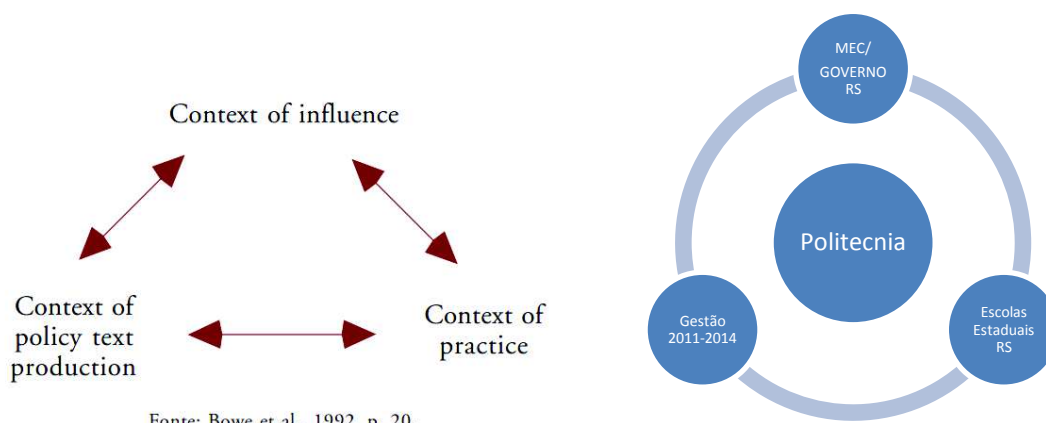 Context of influence
Context of
policy text
production
Context of
practice
Fonte: Bowe et al., 1992, p. 20
MEC/
GOVERNO
RS
Politecnia
Gestão
2011-2014
Escolas
Estaduais
RS